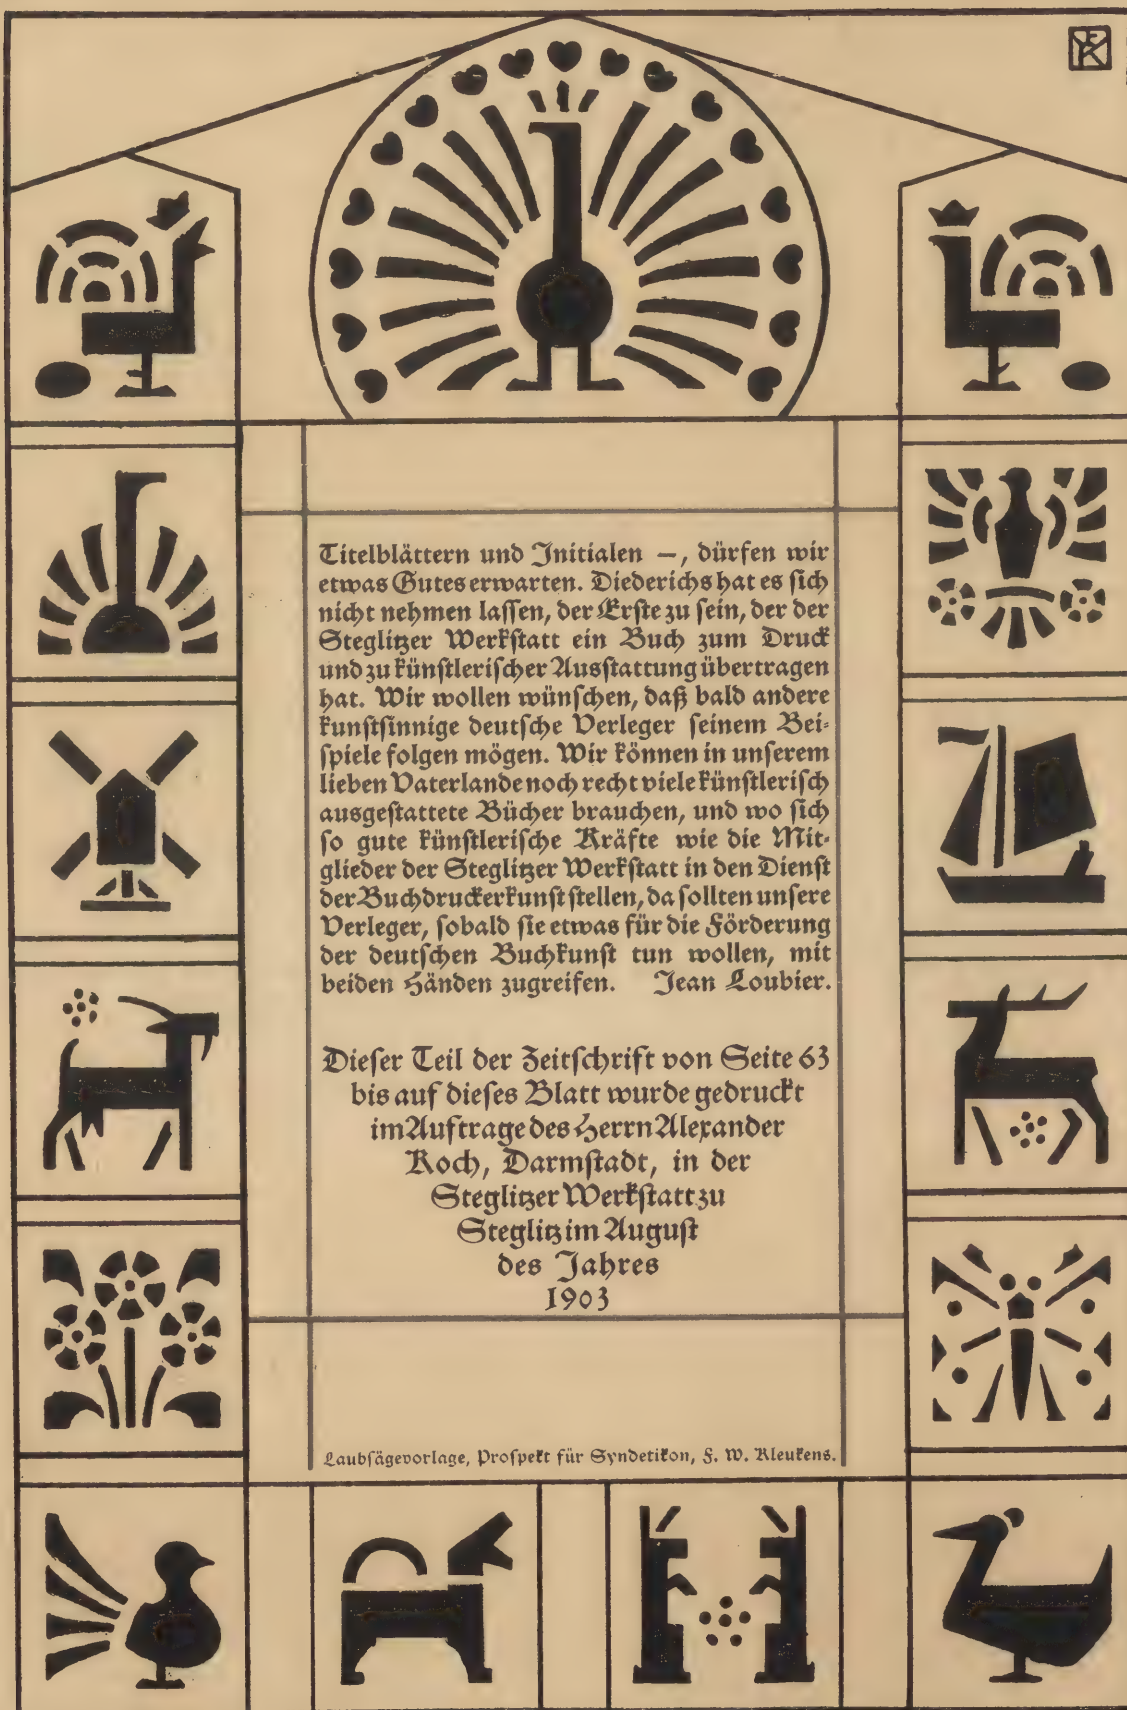 Titelblättern und Initialen —, dürfen wir
etwas Gutes erwarten. Diederichs hat es sich
nicht nehmen lassen, der Erste zu sein, der der
Steglitzer Werkstatt ein Buch zum Druck
und zu künstlerischer Ausstattung übertragen
hat. Wir wollen wünschen, daß bald andere
kunstsinnige deutsche Verleger seinem Bei-
spiele folgen mögen. Wir können in unserem
lieben Vaterlande noch recht viele künstlerisch
ausgestattete Bücher brauchen, und wo sich
so gute künstlerische Kräfte wie die Mit-
glieder der Steglitzer Werkstatt in den Dienst
der Buchdruckerkunst stellen, da sollten unsere
Verleger, sobald sie etwas für die Förderung
der deutschen Buchkunst tun wollen, mit
beiden Händen zugreifen. Jean Loubier.
Dieser Teil der Zeitschrift von Seite 63
bis auf dieses Blatt wurde gedruckt
im Auftrage des Herrn Alexander
Koch, Darmstadt, in der
Steglitzer Werkstatt zu
Steglitz im August
des Jahres
1903
Laubsägevorlage, Prospekt für Syndetikon, F. W. Kleukens.